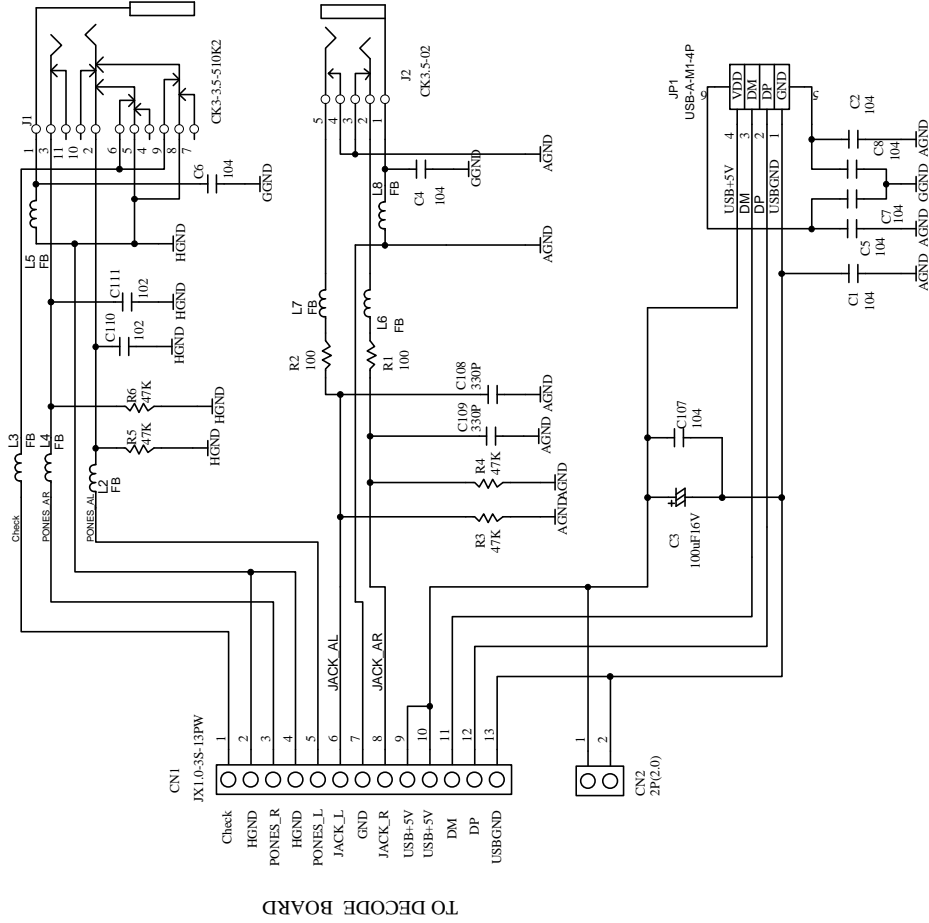 J1
CK3-3.5-510K2
1
3
11
10
2
6
5
4
9
8
7
L5
FB
C6
104
GGND
HGND
C111
102
HGND
C110
102
HGND
R6
47K
HGND
R5
47K
HGND
L3
FB
L4
FB
L2
FB
Check
PONES_AR
PONES_AL
J2
CK3.5-02
5
4
3
2
1
L8
FB
C4
104
GGND
AGND
AGND
L7
FB
L6
FB
R2
100
R1
100
C108
330P
AGND
C109
330P
AGND
R4
47K
AGND
R3
47K
AGND
JACK_AL
JACK_AR
JP1
USB-A-M1-4P
6
VDD
DM
DP
GND
5
4
3
2
1
USB+5V
DM
DP
USBGND
C2
104
AGND
C8
104
GGND
C7
104
C5
104
AGND
C1
104
AGND
C107
104
C3
+
100uF16V
CN1
JX1.0-3S-13PW
1
2
3
4
5
6
7
8
9
10
11
12
13
Check
HGND
PONES_R
HGND
PONES_L
JACK_L
GND
JACK_R
USB+5V
USB+5V
DM
DP
USBGND
1
2
CN2
2P(2.0)
TO DECODE BOARD